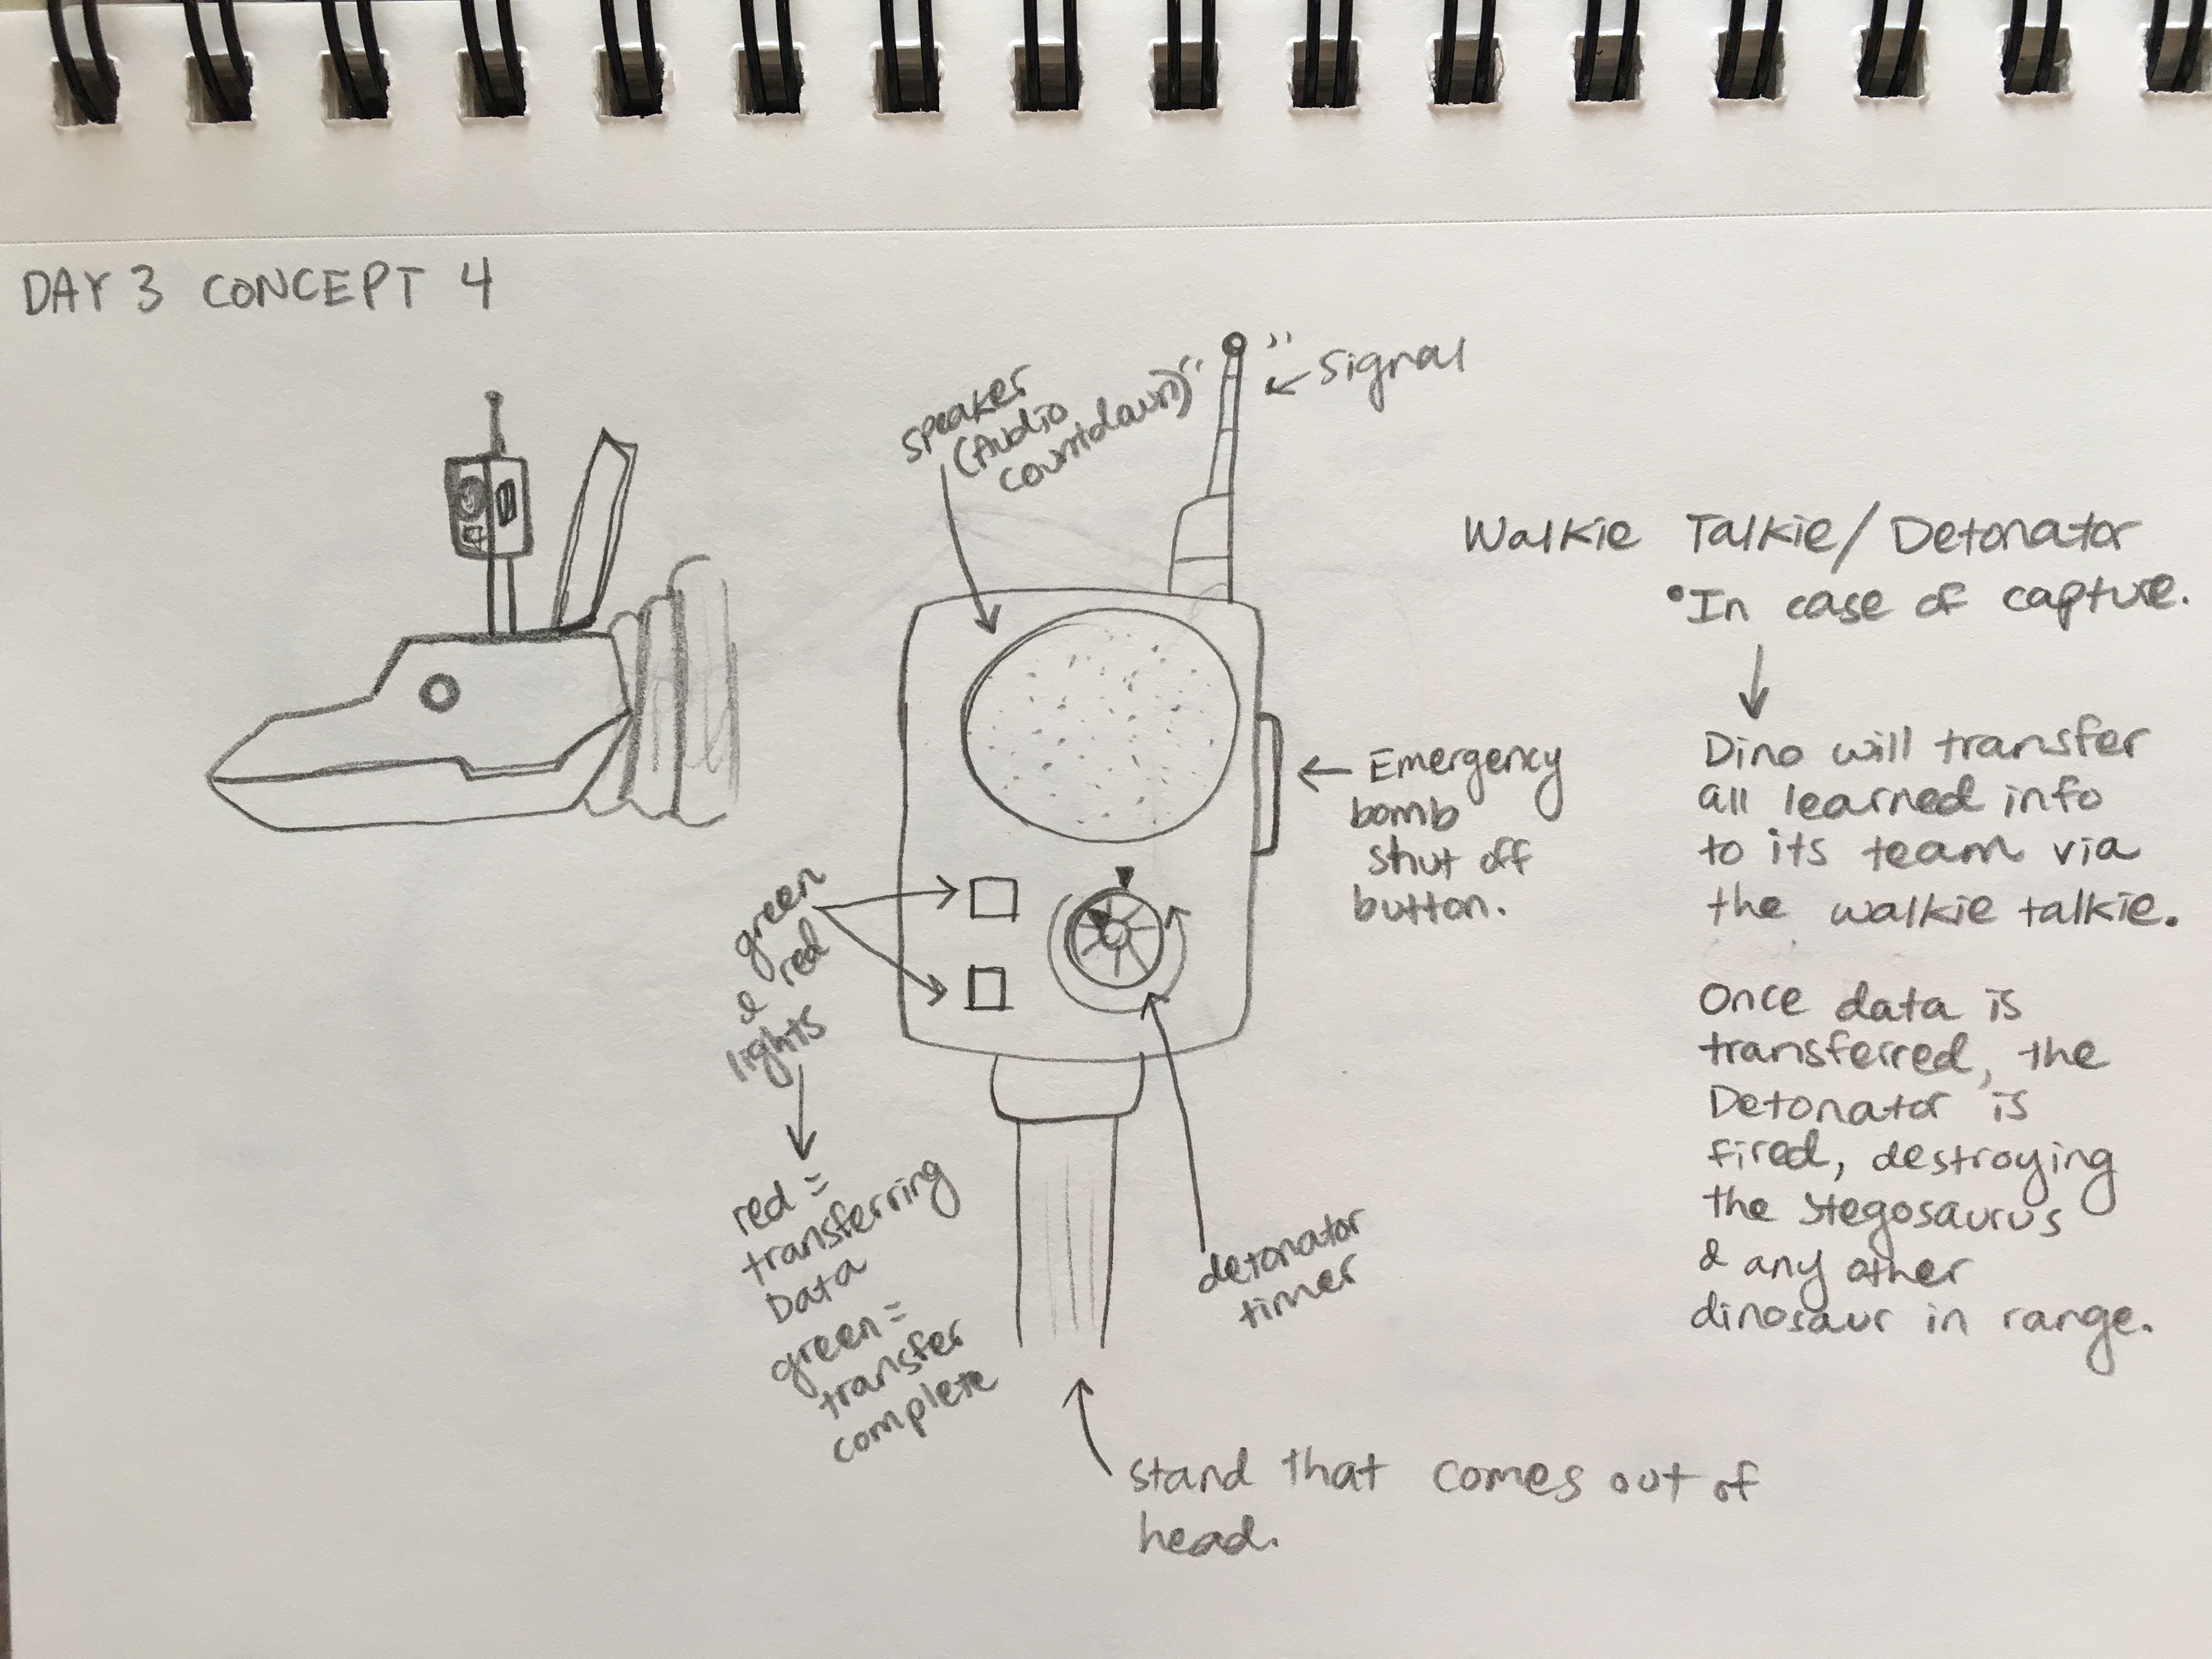 DAY 3 CONCEPT 4
speaker
(Audio
countdown)
Signal
Walkie Talkie/Detonator
• In case of capture.
Dino will transfer
all learned info
to its team via
the walkie talkie.
Once data is
transferred, the
Detonator is
fired, destroying
the Stegosaurus
& any other
dinosaur in range.
Emergency
bomb
shut off
button.
green
& red
lights
red =
transferring
Data
green =
transfer
complete
detonator
timer
stand that comes out of
head.